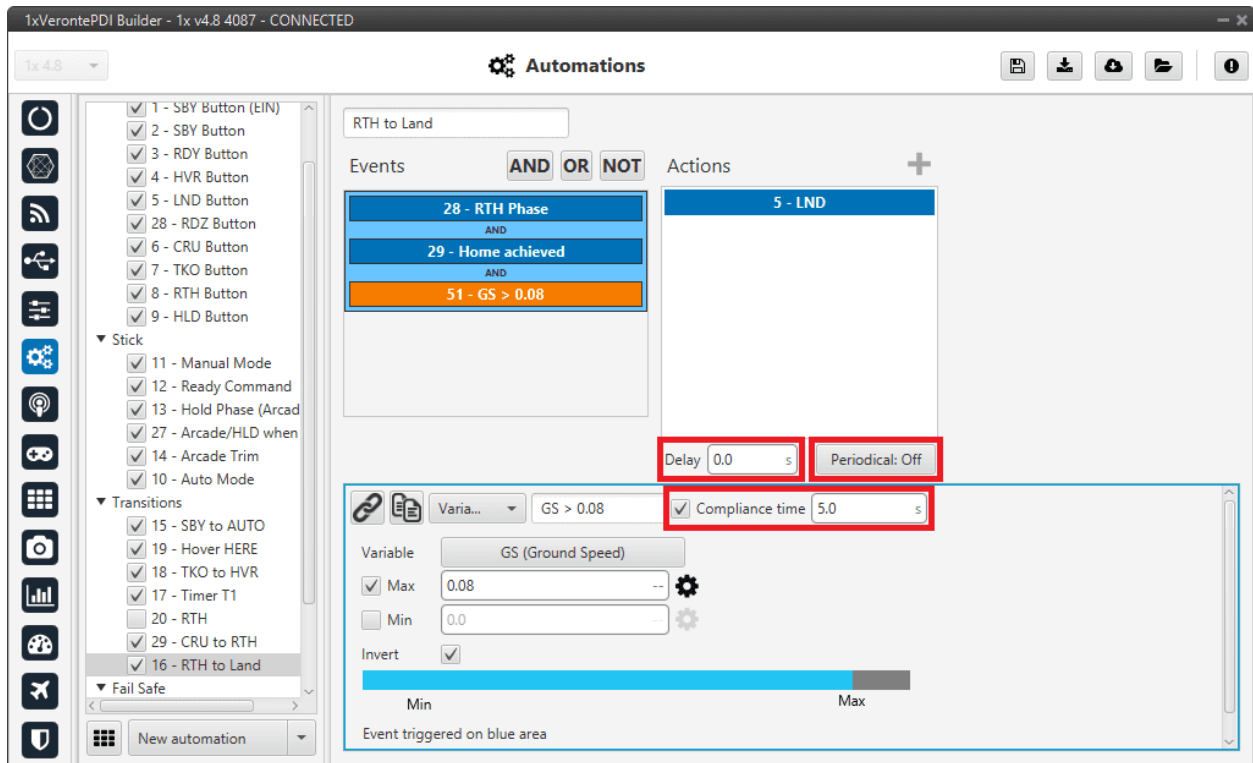 1xVerontePDI Builder - 1x v4.8 4087 - CONNECTED
1x 4.8
Automations
1 - SBY Button (EIN)
2 - SBY Button
3 - RDY Button
4 - HVR Button
5 - LND Button
28 - RDZ Button
6 - CRU Button
7 - TKO Button
8 - RTH Button
9 - HLD Button
Stick
11 - Manual Mode
12 - Ready Command
13 - Hold Phase (Arcad
27 - Arcade/HLD when
14 - Arcade Trim
10 - Auto Mode
Transitions
15 - SBY to AUTO
19 - Hover HERE
18 - TKO to HVR
17 - Timer T1
20 - RTH
29 - CRU to RTH
16 - RTH to Land
Fail Safe
New automation
RTH to Land
Events AND OR NOT
28 - RTH Phase
AND
29 - Home achieved
AND
51 - GS > 0.08
Actions
5 - LND
Delay 0.0 s Periodical: Off
Varia... GS > 0.08 Compliance time 5.0 s
Variable GS (Ground Speed)
Max 0.08 --
Min 0.0 --
Invert
Min Max
Event triggered on blue area